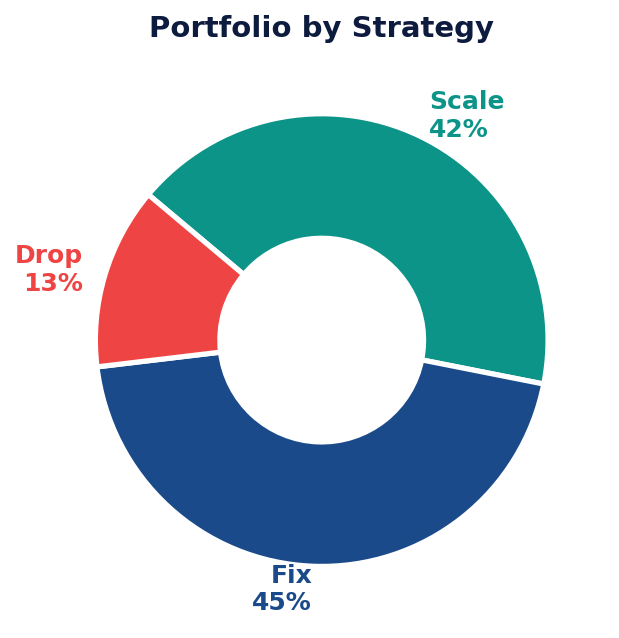 Portfolio by Strategy
Scale
42%
Drop
13%
Fix
45%